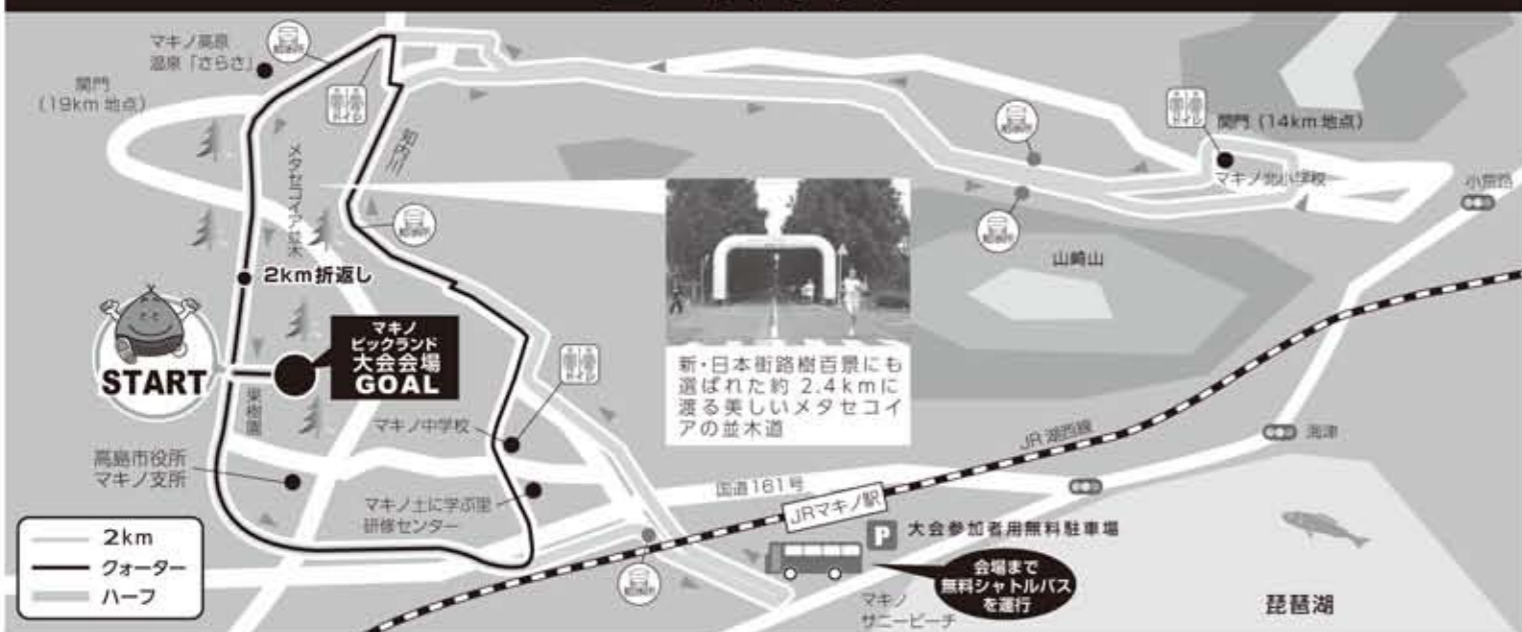 マキノ高原
温泉「さらさ」
関門
(19km 地点)
トイレ
知内川
メタセコイア並木
2km折返し
START
マキノ
ピックランド
大会会場
GOAL
果樹園
高島市役所
マキノ支所
マキノ中学校
トイレ
マキノ土に学ぶ里
研修センター
2km
クォーター
ハーフ
新・日本街路樹百景にも
選ばれた約 2.4kmに
渡る美しいメタセコイ
アの並木道
トイレ
関門 (14km 地点)
マキノ北小学校
小荒路
山崎山
海津
JR湖西線
国道161号
JRマキノ駅
P
大会参加者用無料駐車場
会場まで
無料シャトルバス
を運行
マキノ
サニービーチ
琵琶湖